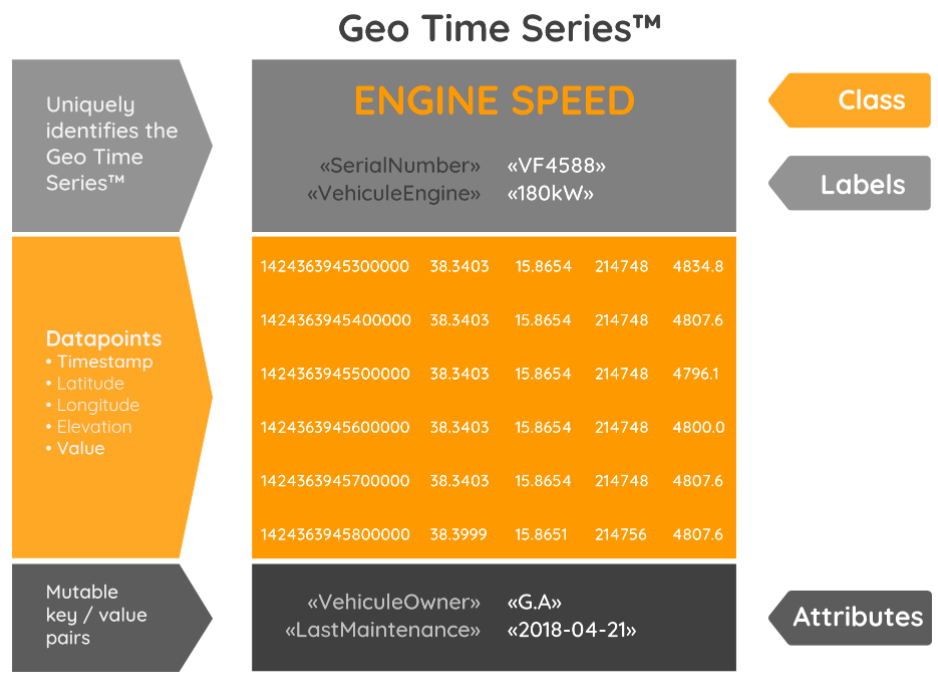 Geo Time Series™
Uniquely
identifies the
Geo Time
Series™
ENGINE SPEED
«SerialNumber» «VF4588»
«VehiculeEngine» «180kW»
Class
Labels
Datapoints
• Timestamp
• Latitude
• Longitude
• Elevation
• Value
1424363945300000 38.3403 15.8654 214748 4834.8
1424363945400000 38.3403 15.8654 214748 4807.6
1424363945500000 38.3403 15.8654 214748 4796.1
1424363945600000 38.3403 15.8654 214748 4800.0
1424363945700000 38.3403 15.8654 214748 4807.6
1424363945800000 38.3999 15.8651 214756 4807.6
Mutable
key / value
pairs
«VehiculeOwner» «G.A»
«LastMaintenance» «2018-04-21»
Attributes